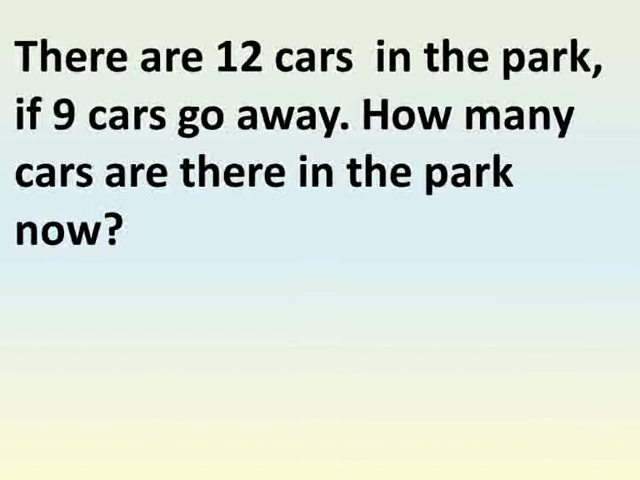 There are 12 cars  in the park,
if 9 cars go away. How many
cars are there in the park
now?